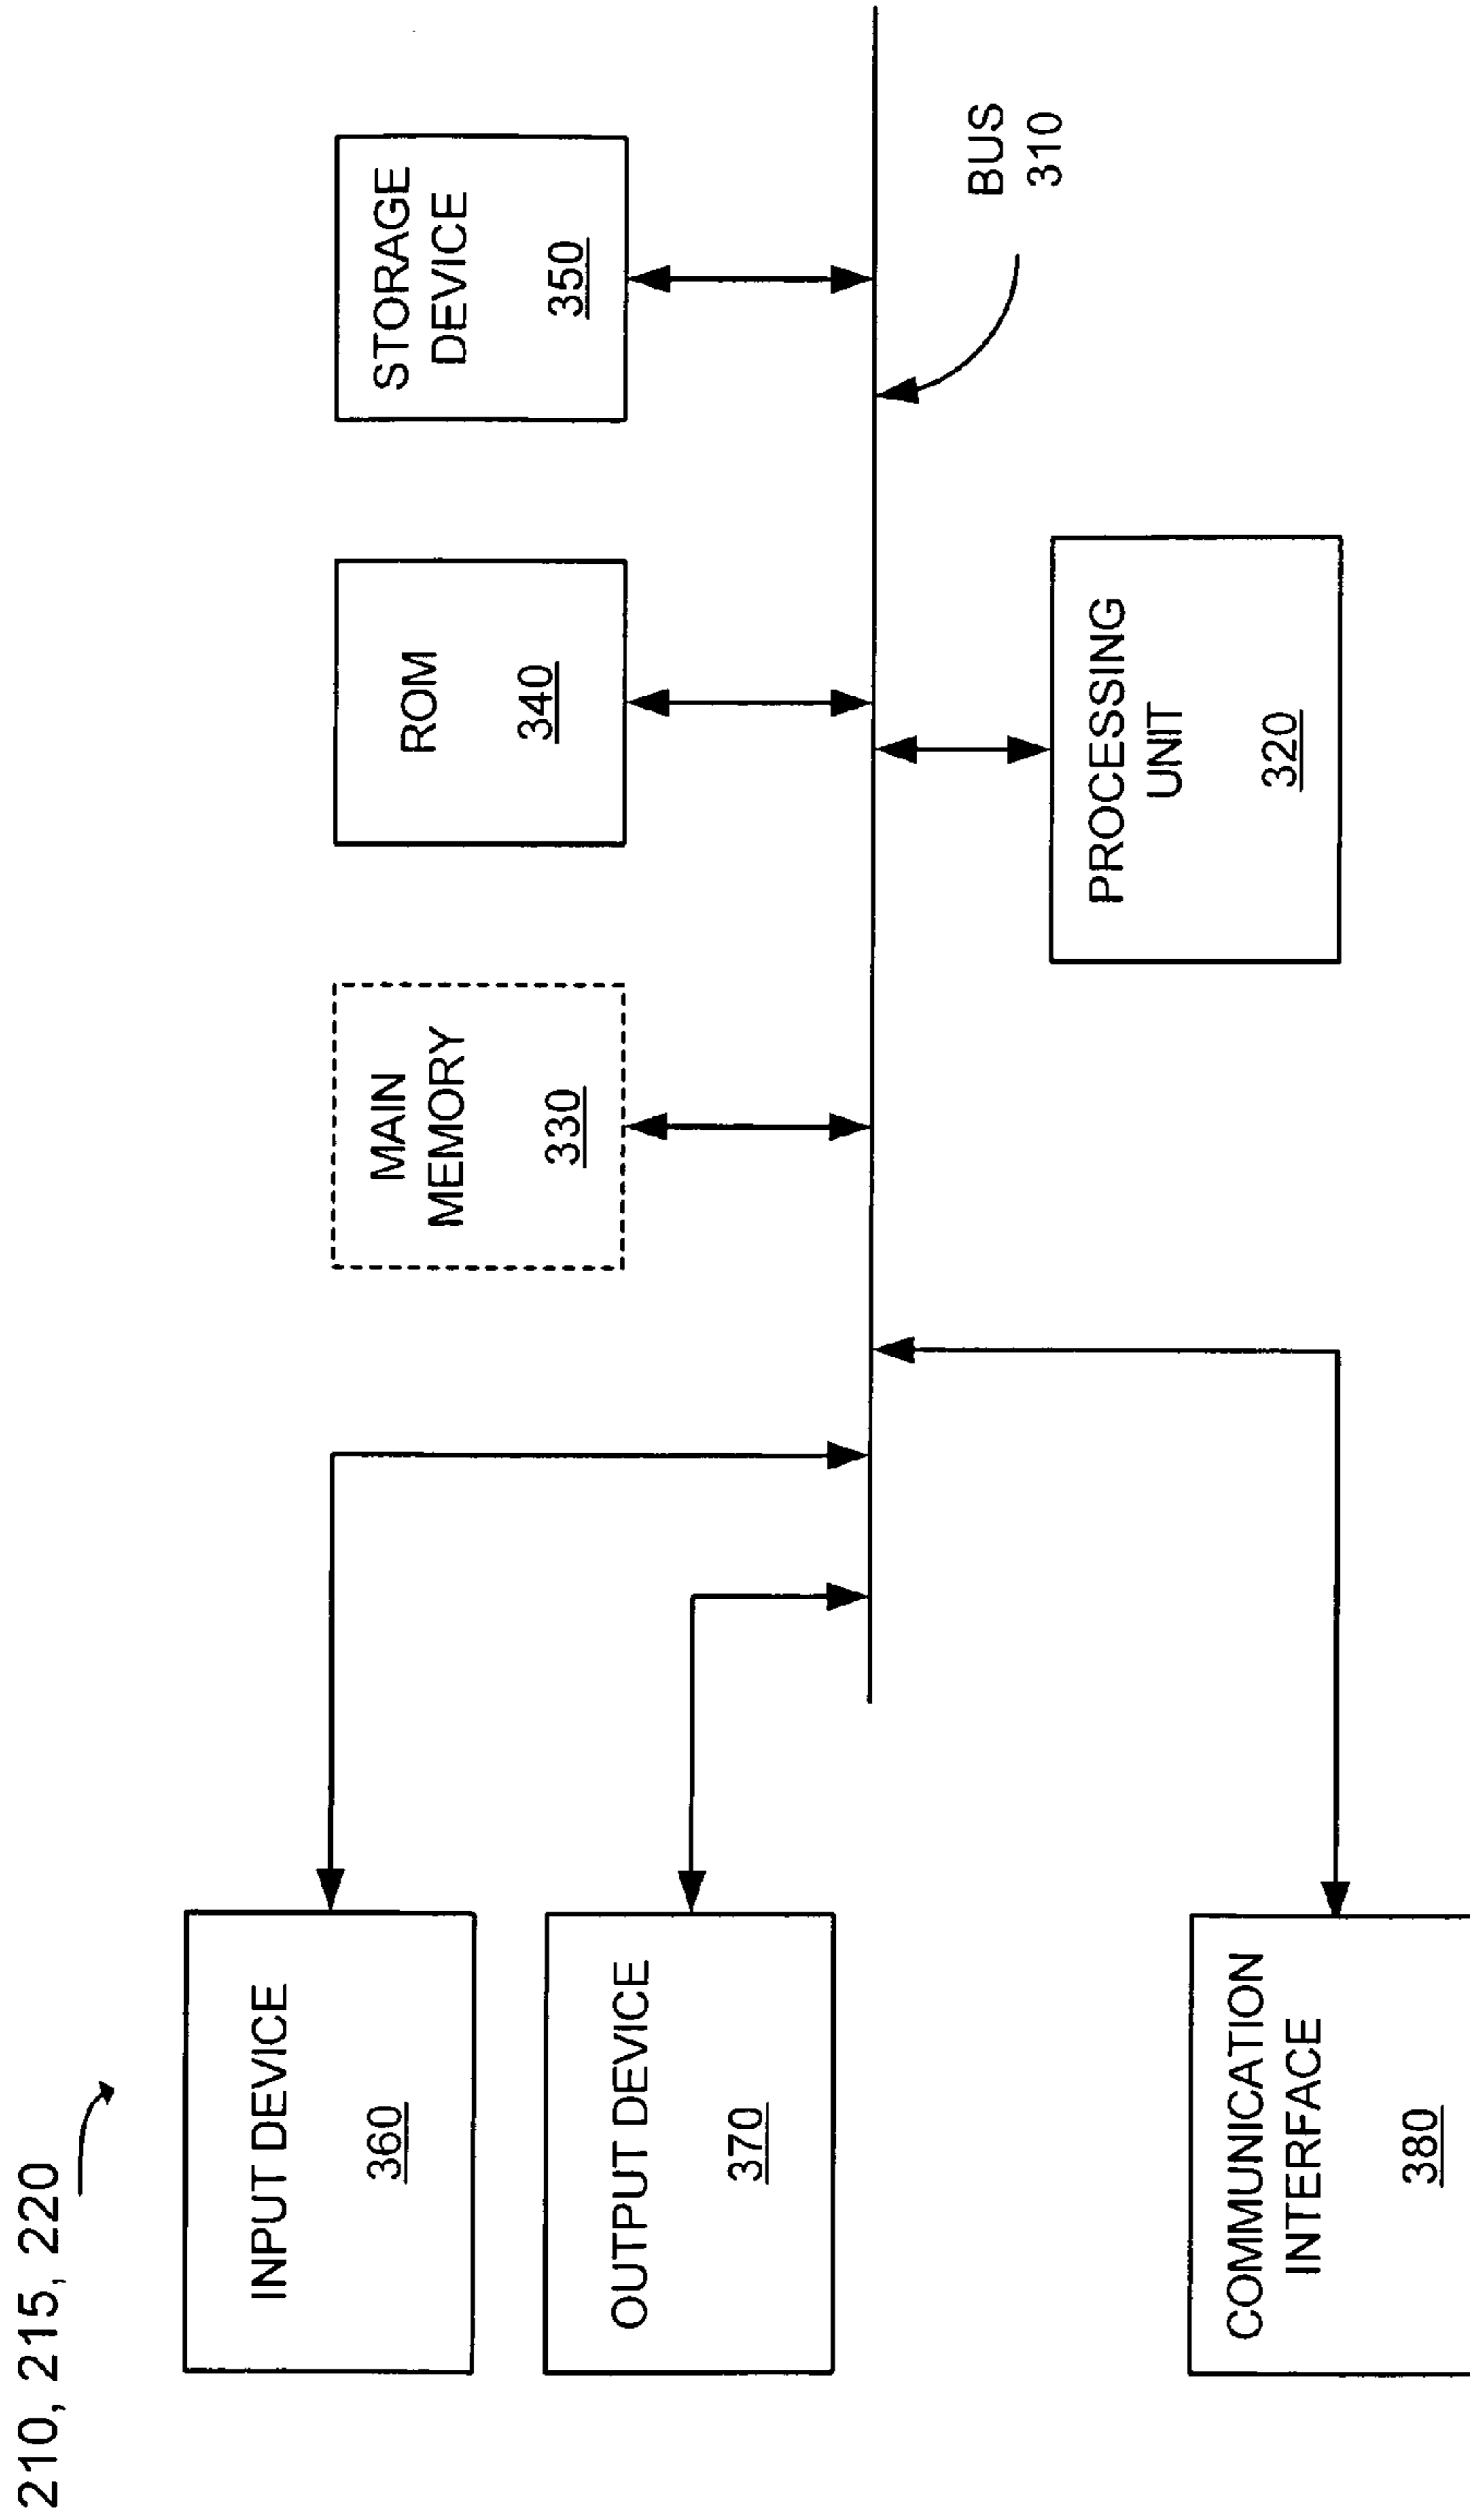 210, 215, 220
INPUT DEVICE
360
OUTPUT DEVICE
370
COMMUNICATION
INTERFACE
380
MAIN
MEMORY
330
ROM
340
STORAGE
DEVICE
350
PROCESSING
UNIT
320
BUS
310